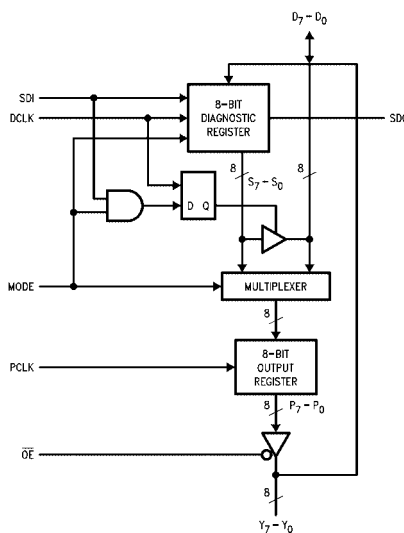 D₇ – D₀
SDI
DCLK
8-BIT
DIAGNOSTIC
REGISTER
SDO
8
S₇ – S₀
8
D Q
MODE
MULTIPLEXER
8
PCLK
8-BIT
OUTPUT
REGISTER
8
P₇ – P₀
OE
8
Y₇ – Y₀